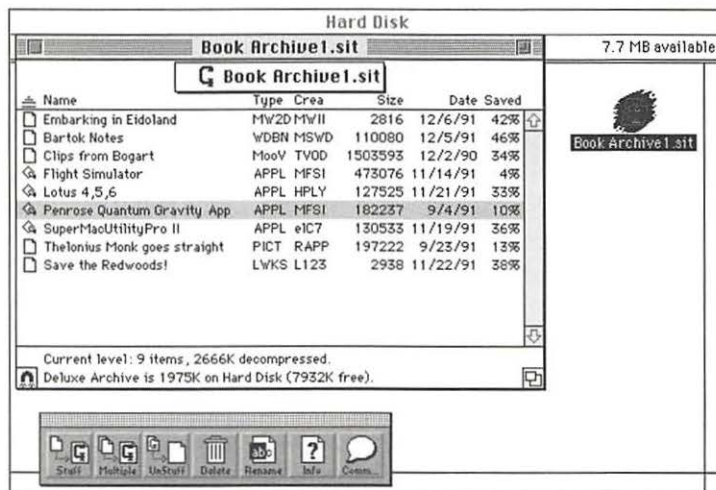 Hard Disk
Book Archive1.sit
7.7 MB available
Book Archive1.sit
Name Type Crea Size Date Saved
Embarking in Eidoland MW2D MWII 2816 12/6/91 42%
Bartok Notes WDBN MSWD 110080 12/5/91 46%
Clips from Bogart MooV TVOD 1503593 12/2/90 34%
Flight Simulator APPL MFSI 473076 11/14/91 4%
Lotus 4,5,6 APPL HPLY 127525 11/21/91 33%
Penrose Quantum Gravity App APPL MFSI 182237 9/4/91 10%
SuperMacUtilityPro II APPL elC7 130533 11/19/91 36%
Thelonius Monk goes straight PICT RAPP 197222 9/23/91 13%
Save the Redwoods! LWKS L123 2938 11/22/91 38%
Book Archive1.sit
Current level: 9 items, 2666K decompressed.
Deluxe Archive is 1975K on Hard Disk (7932K free).
abc
?
Stuff Multiple UnStuff Delete Rename Info Comm...